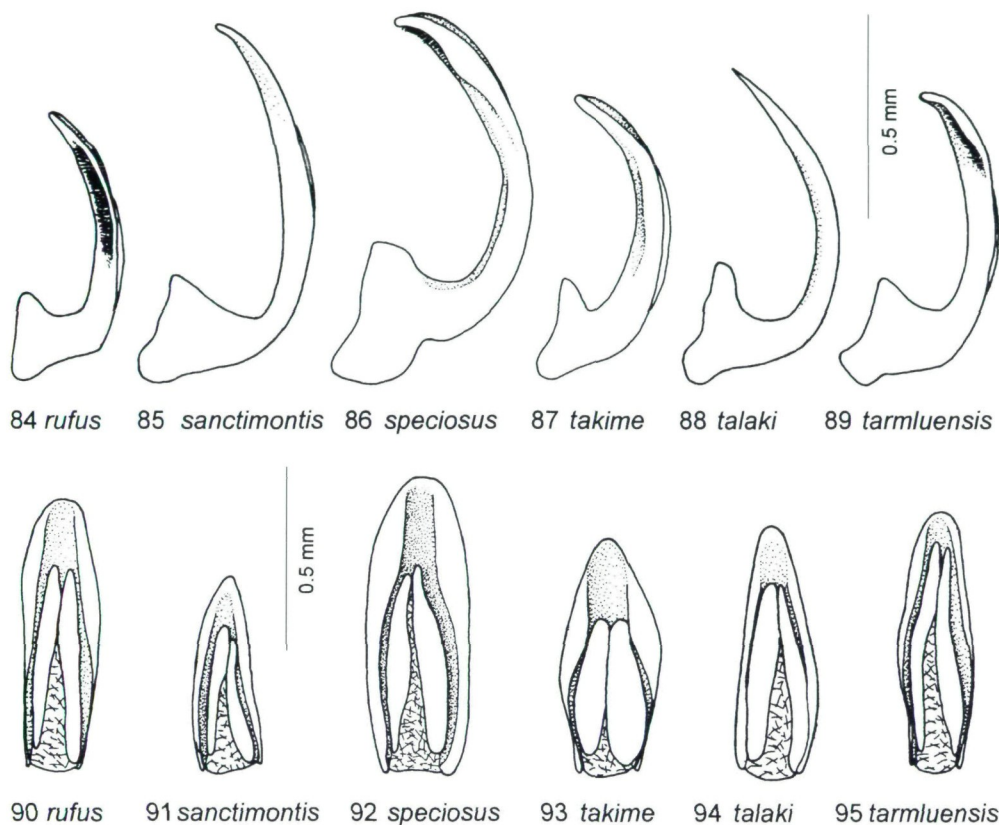 0.5 mm
84 rufus 85 sanctimontis 86 speciosus 87 takime 88 talaki 89 tarmluensis
0.5 mm
90 rufus 91 sanctimontis 92 speciosus 93 takime 94 talaki 95 tarmluensis